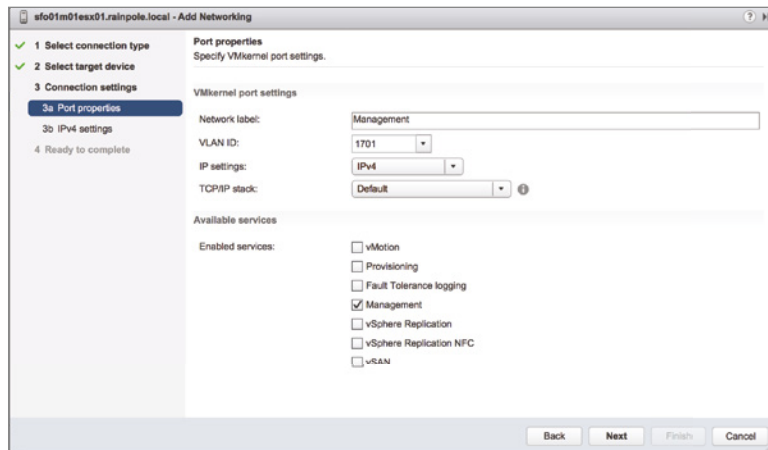 sfo01m01esx01.rainpole.local - Add Networking
1 Select connection type
2 Select target device
3 Connection settings
3a Port properties
3b IPv4 settings
4 Ready to complete
Port properties
Specify VMkernel port settings.
VMkernel port settings
Network label: Management
VLAN ID: 1701
IP settings: IPv4
TCP/IP stack: Default
Available services
Enabled services:
vMotion
Provisioning
Fault Tolerance logging
Management
vSphere Replication
vSphere Replication NFC
vSAN
Back Next Finish Cancel